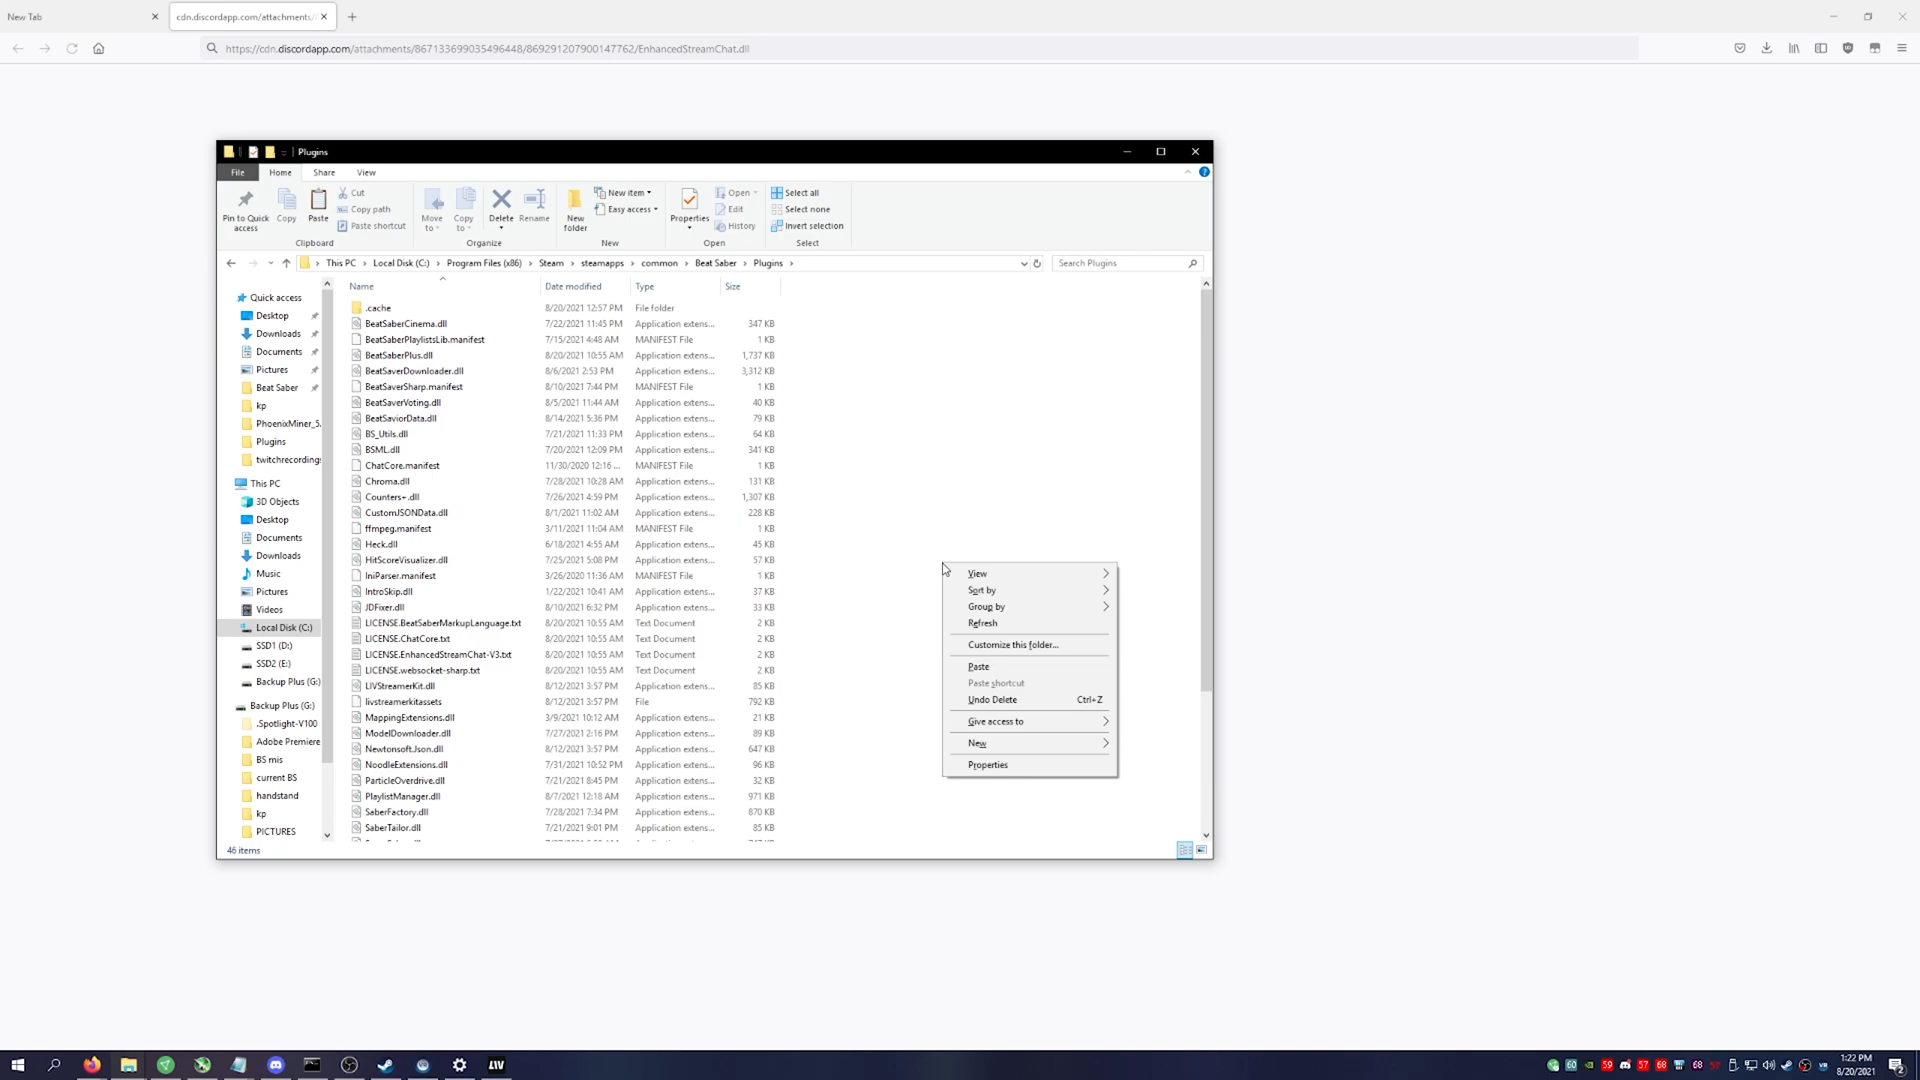 New Tab
cdn.discordapp.com/attachments/
https://cdn.discordapp.com/attachments/867133699035496448/869291207900147762/EnhancedStreamChat.dll
Plugins
File Home Share View
Pin to Quick access
Copy
Paste
Cut
Copy path
Paste shortcut
Move to
Copy to
Delete
Rename
New folder
New item
Easy access
Properties
Open
Edit
History
Select all
Select none
Invert selection
Clipboard Organize New Open Select
This PC Local Disk (C:) Program Files (x86) Steam steamapps common Beat Saber Plugins
Search Plugins
Name Date modified Type Size
Quick access
Desktop
Downloads
Documents
Pictures
Beat Saber
kp
PhoenixMiner_5.
Plugins
twitchrecording
This PC
3D Objects
Desktop
Documents
Downloads
Music
Pictures
Videos
Local Disk (C:)
SSD1 (D:)
SSD2 (E:)
Backup Plus (G:)
Backup Plus (G:)
.Spotlight-V100
Adobe Premiere
BS mis
current BS
handstand
kp
PICTURES
.cache 8/20/2021 12:57 PM File folder
BeatSaberCinema.dll 7/22/2021 11:45 PM Application extens... 347 KB
BeatSaberPlaylistsLib.manifest 7/15/2021 4:48 AM MANIFEST File 1 KB
BeatSaberPlus.dll 8/20/2021 10:55 AM Application extens... 1,737 KB
BeatSaverDownloader.dll 8/6/2021 2:53 PM Application extens... 3,312 KB
BeatSaverSharp.manifest 8/10/2021 7:44 PM MANIFEST File 1 KB
BeatSaverVoting.dll 8/5/2021 11:44 AM Application extens... 40 KB
BeatSaviorData.dll 8/14/2021 5:36 PM Application extens... 79 KB
BS_Utils.dll 7/21/2021 11:33 PM Application extens... 64 KB
BSML.dll 7/20/2021 12:09 PM Application extens... 341 KB
ChatCore.manifest 11/30/2020 12:16 ... MANIFEST File 1 KB
Chroma.dll 7/28/2021 10:28 AM Application extens... 131 KB
Counters+.dll 7/26/2021 4:59 PM Application extens... 1,307 KB
CustomJSONData.dll 8/1/2021 11:02 AM Application extens... 228 KB
ffmpeg.manifest 3/11/2021 11:04 AM MANIFEST File 1 KB
Heck.dll 6/18/2021 4:55 AM Application extens... 45 KB
HitScoreVisualizer.dll 7/25/2021 5:08 PM Application extens... 57 KB
IniParser.manifest 3/26/2020 11:36 AM MANIFEST File 1 KB
IntroSkip.dll 1/22/2021 10:41 AM Application extens... 37 KB
JDFixer.dll 8/10/2021 6:32 PM Application extens... 33 KB
LICENSE.BeatSaberMarkupLanguage.txt 8/20/2021 10:55 AM Text Document 2 KB
LICENSE.ChatCore.txt 8/20/2021 10:55 AM Text Document 2 KB
LICENSE.EnhancedStreamChat-V3.txt 8/20/2021 10:55 AM Text Document 2 KB
LICENSE.websocket-sharp.txt 8/20/2021 10:55 AM Text Document 2 KB
LIVStreamerKit.dll 8/12/2021 3:57 PM Application extens... 85 KB
livstreamerkitassets 8/12/2021 3:57 PM File 792 KB
MappingExtensions.dll 3/9/2021 10:12 AM Application extens... 21 KB
ModelDownloader.dll 7/27/2021 2:16 PM Application extens... 89 KB
Newtonsoft.Json.dll 8/12/2021 3:57 PM Application extens... 647 KB
NoodleExtensions.dll 7/31/2021 10:52 PM Application extens... 96 KB
ParticleOverdrive.dll 7/21/2021 8:45 PM Application extens... 32 KB
PlaylistManager.dll 8/7/2021 12:18 AM Application extens... 971 KB
SaberFactory.dll 7/28/2021 7:34 PM Application extens... 870 KB
SaberTailor.dll 7/21/2021 9:01 PM Application extens... 85 KB
View
Sort by
Group by
Refresh
Customize this folder...
Paste
Paste shortcut
Undo Delete Ctrl+Z
Give access to
New
Properties
46 items
LIV
60 59 57 68 68
1:22 PM
8/20/2021
2